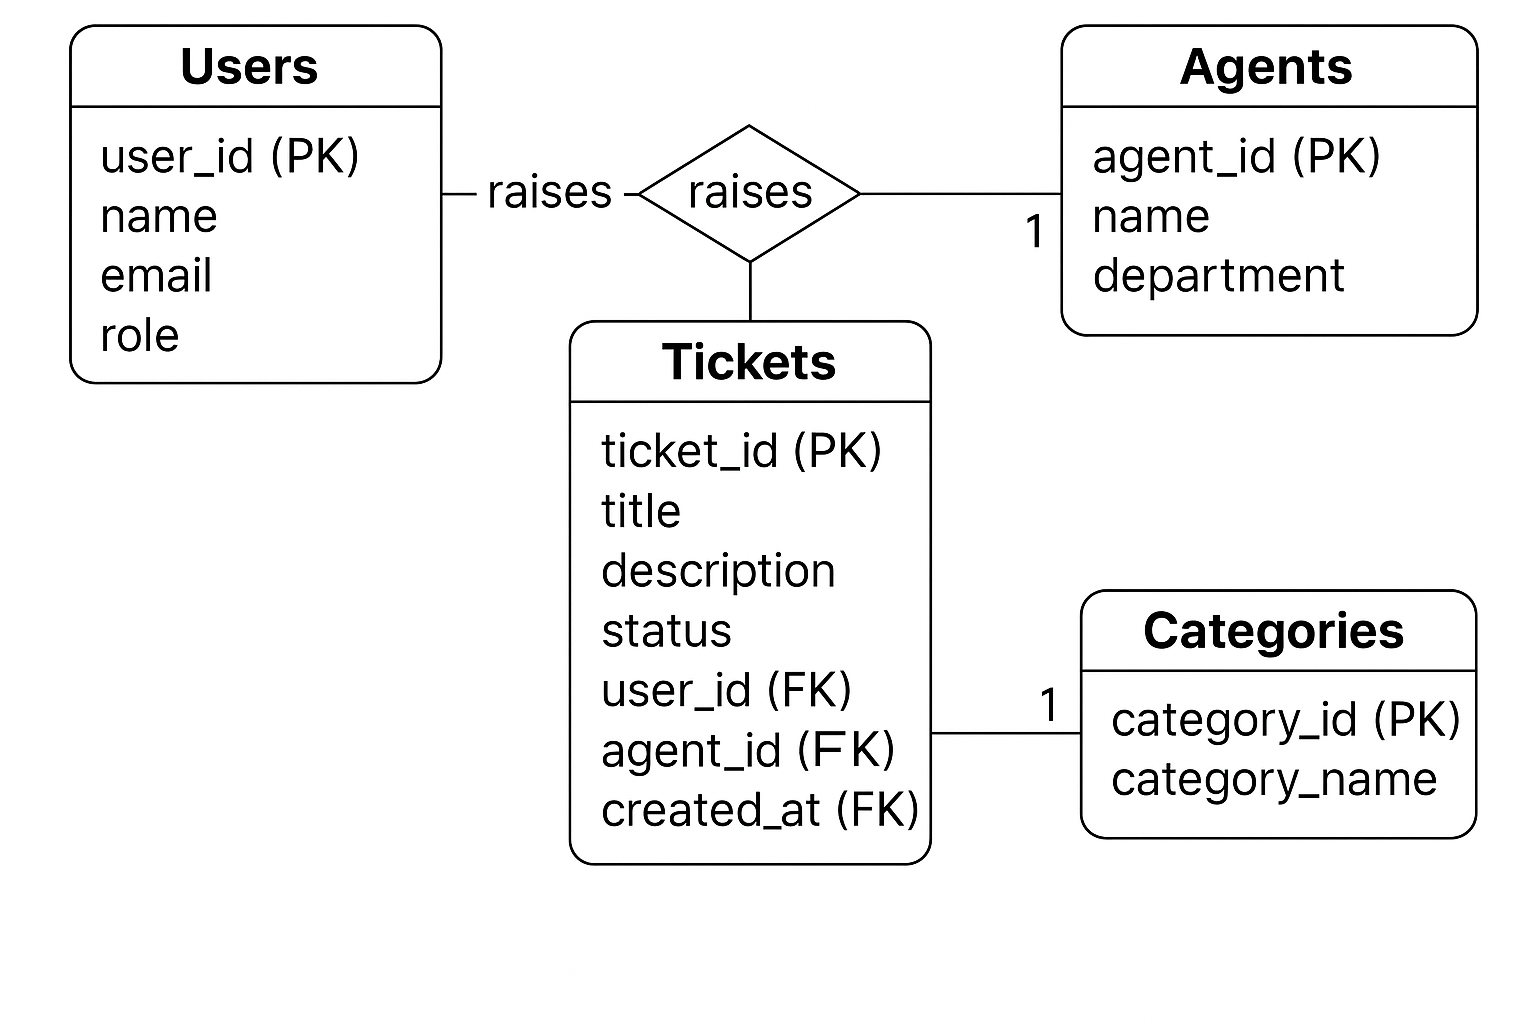 Users
user_id (PK)
name
email
role
raises
raises
1
Agents
agent_id (PK)
name
department
Tickets
ticket_id (PK)
title
description
status
user_id (FK)
agent_id (FK)
created_at (FK)
1
Categories
category_id (PK)
category_name